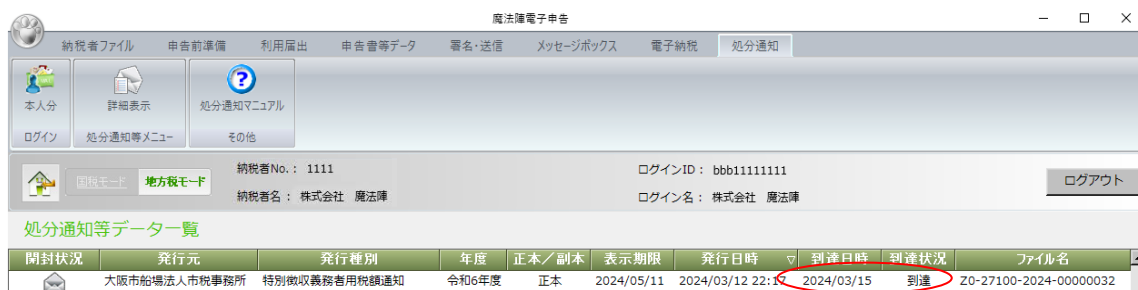 魔法陣電子申告
納税者ファイル 申告前準備 利用届出 申告書等データ 署名・送信 メッセージボックス 電子納税 処分通知
本人分 詳細表示 処分通知マニュアル
ログイン 処分通知等メニュー その他
国税モード 地方税モード
納税者No.： 1111 ログインID： bbb11111111
納税者名： 株式会社 魔法陣 ログイン名： 株式会社 魔法陣
ログアウト
処分通知等データ一覧
開封状況 発行元 発行種別 年度 正本／副本 表示期限 発行日時 ▽ 到達日時 到達状況 ファイル名
大阪市船場法人市税事務所 特別徴収義務者用税額通知 令和6年度 正本 2024/05/11 2024/03/12 22:17 2024/03/15 到達 Z0-27100-2024-00000032